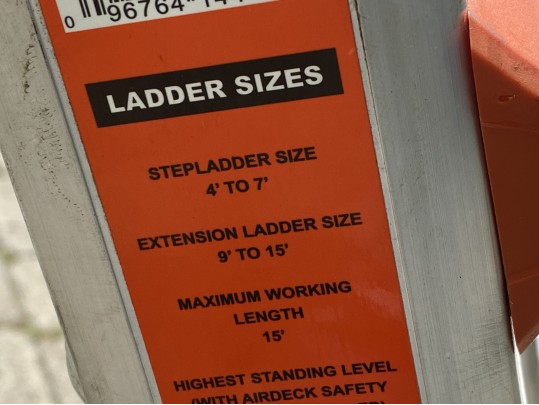 0 96764
LADDER SIZES
STEPLADDER SIZE
4' TO 7'
EXTENSION LADDER SIZE
9' TO 15'
MAXIMUM WORKING
LENGTH
15'
HIGHEST STANDING LEVEL
(WITH AIRDECK SAFETY